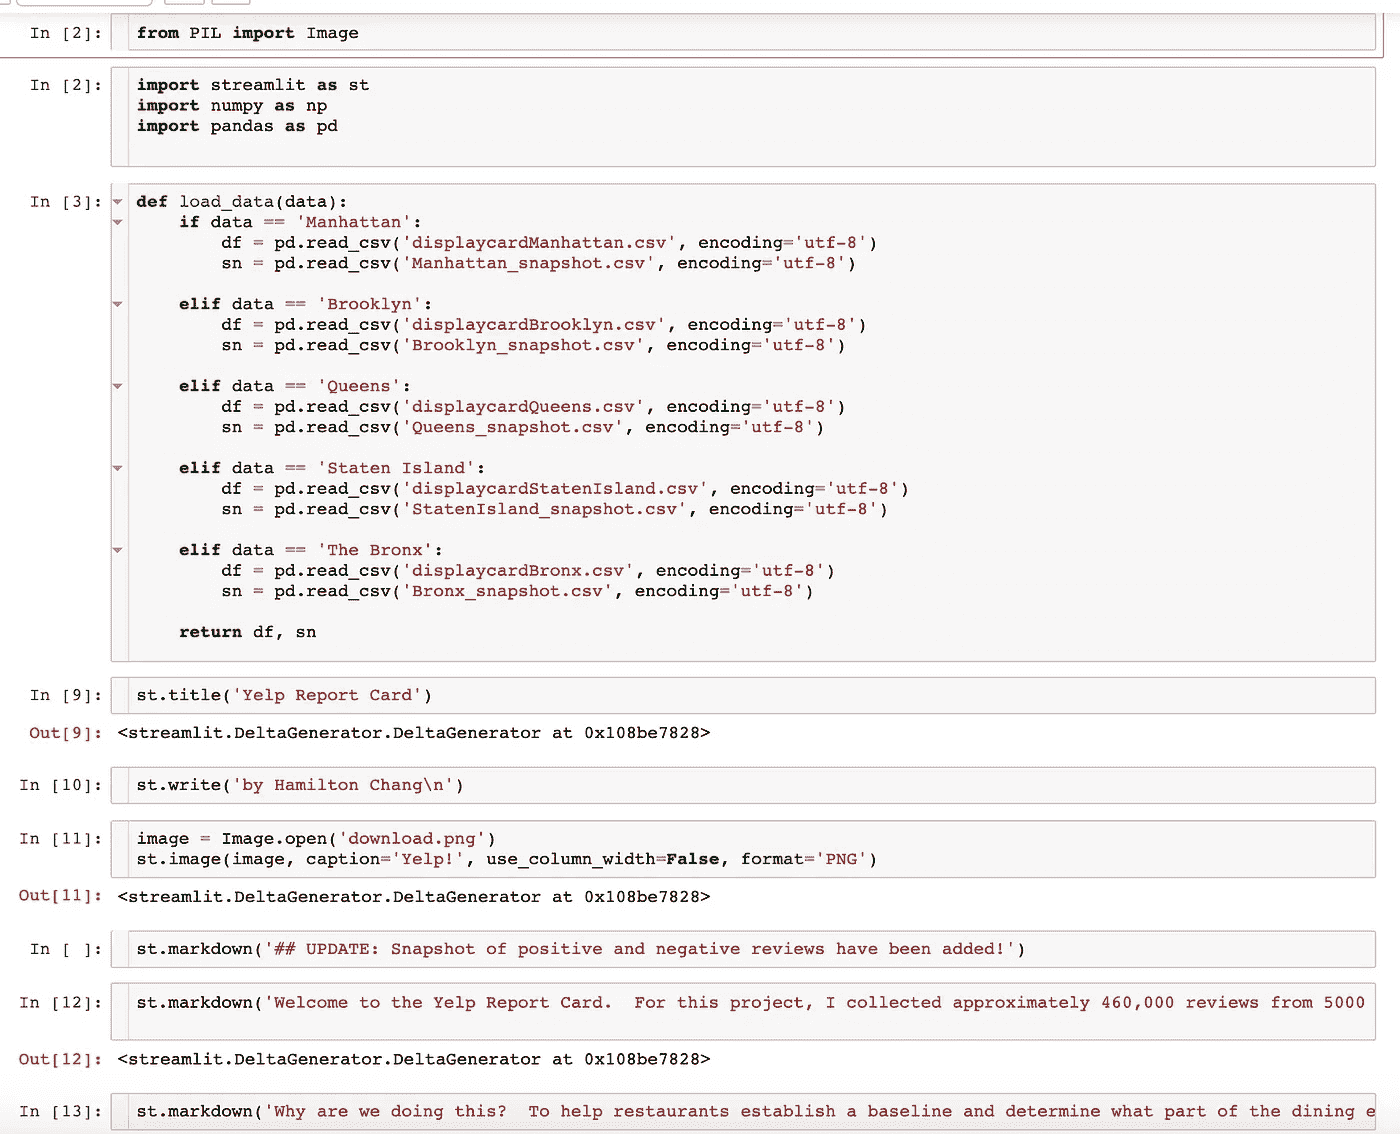 In [2]: from PIL import Image
In [2]: import streamlit as st
import numpy as np
import pandas as pd
In [3]: def load_data(data):
if data == 'Manhattan':
df = pd.read_csv('displaycardManhattan.csv', encoding='utf-8')
sn = pd.read_csv('Manhattan_snapshot.csv', encoding='utf-8')
elif data == 'Brooklyn':
df = pd.read_csv('displaycardBrooklyn.csv', encoding='utf-8')
sn = pd.read_csv('Brooklyn_snapshot.csv', encoding='utf-8')
elif data == 'Queens':
df = pd.read_csv('displaycardQueens.csv', encoding='utf-8')
sn = pd.read_csv('Queens_snapshot.csv', encoding='utf-8')
elif data == 'Staten Island':
df = pd.read_csv('displaycardStatenIsland.csv', encoding='utf-8')
sn = pd.read_csv('StatenIsland_snapshot.csv', encoding='utf-8')
elif data == 'The Bronx':
df = pd.read_csv('displaycardBronx.csv', encoding='utf-8')
sn = pd.read_csv('Bronx_snapshot.csv', encoding='utf-8')
return df, sn
In [9]: st.title('Yelp Report Card')
Out[9]: <streamlit.DeltaGenerator.DeltaGenerator at 0x108be7828>
In [10]: st.write('by Hamilton Chang\n')
In [11]: image = Image.open('download.png')
st.image(image, caption='Yelp!', use_column_width=False, format='PNG')
Out[11]: <streamlit.DeltaGenerator.DeltaGenerator at 0x108be7828>
In [ ]: st.markdown('## UPDATE: Snapshot of positive and negative reviews have been added!')
In [12]: st.markdown('Welcome to the Yelp Report Card.  For this project, I collected approximately 460,000 reviews from 5000
Out[12]: <streamlit.DeltaGenerator.DeltaGenerator at 0x108be7828>
In [13]: st.markdown('Why are we doing this?  To help restaurants establish a baseline and determine what part of the dining e